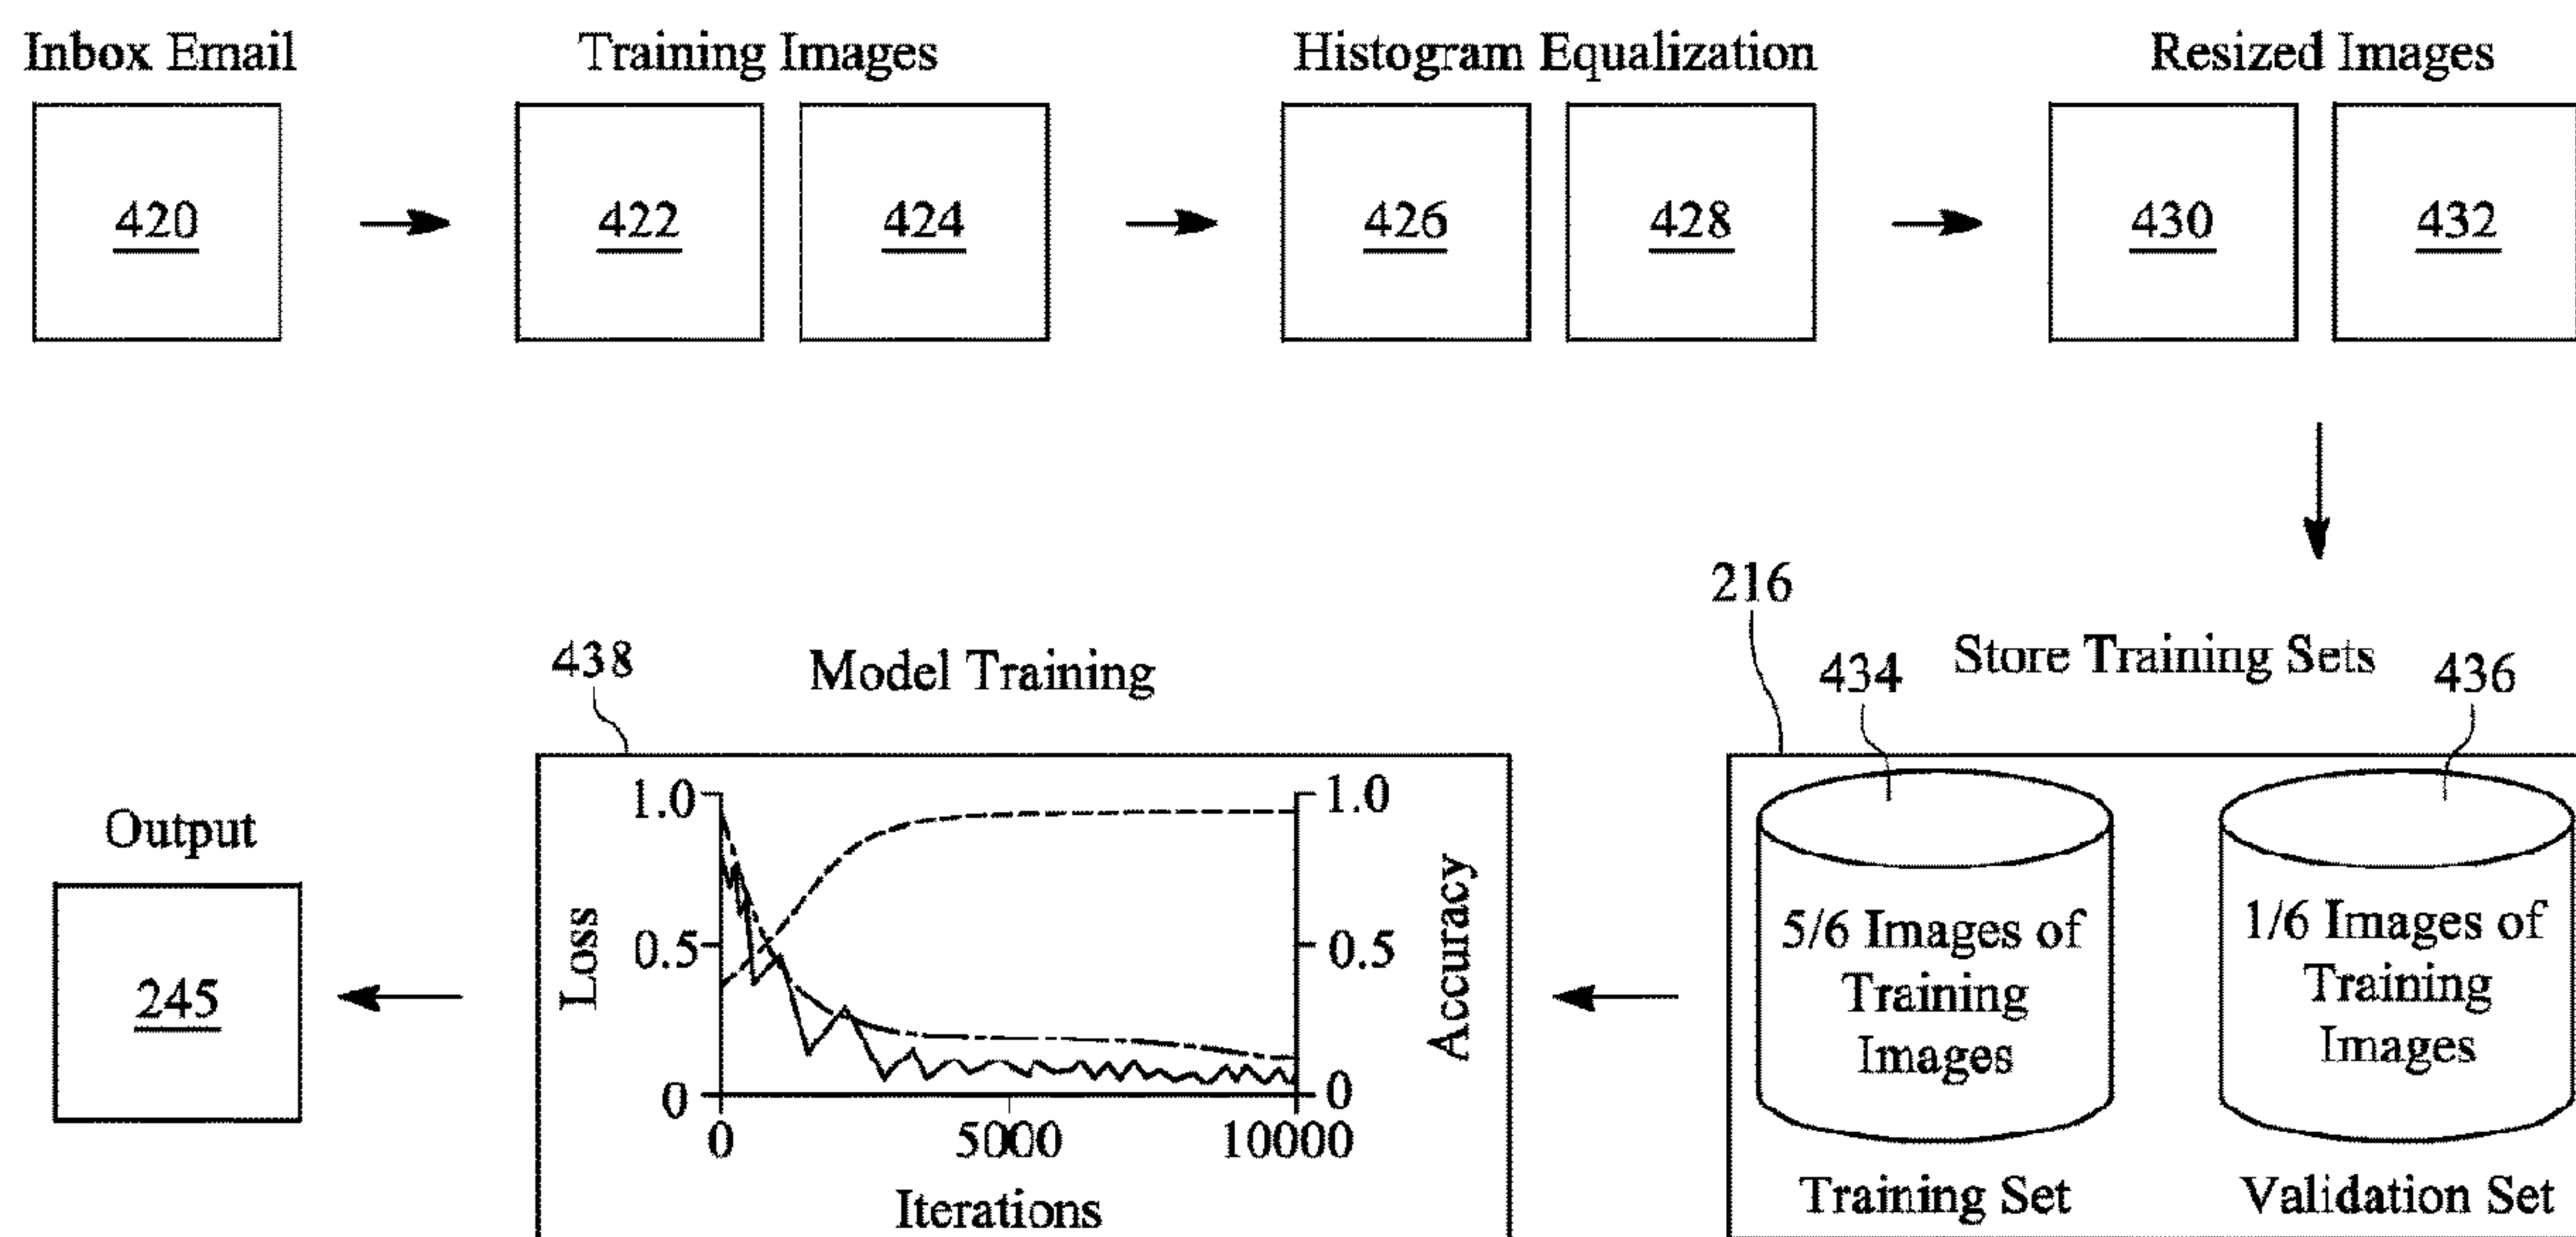 Inbox Email
Training Images
Histogram Equalization
Resized Images
420
422
424
426
428
430
432
216
438
Model Training
434
Store Training Sets
436
Output
245
1.0
0.5
0
Loss
1.0
0.5
0
Accuracy
0
5000
10000
Iterations
5/6 Images of
Training
Images
1/6 Images of
Training
Images
Training Set
Validation Set